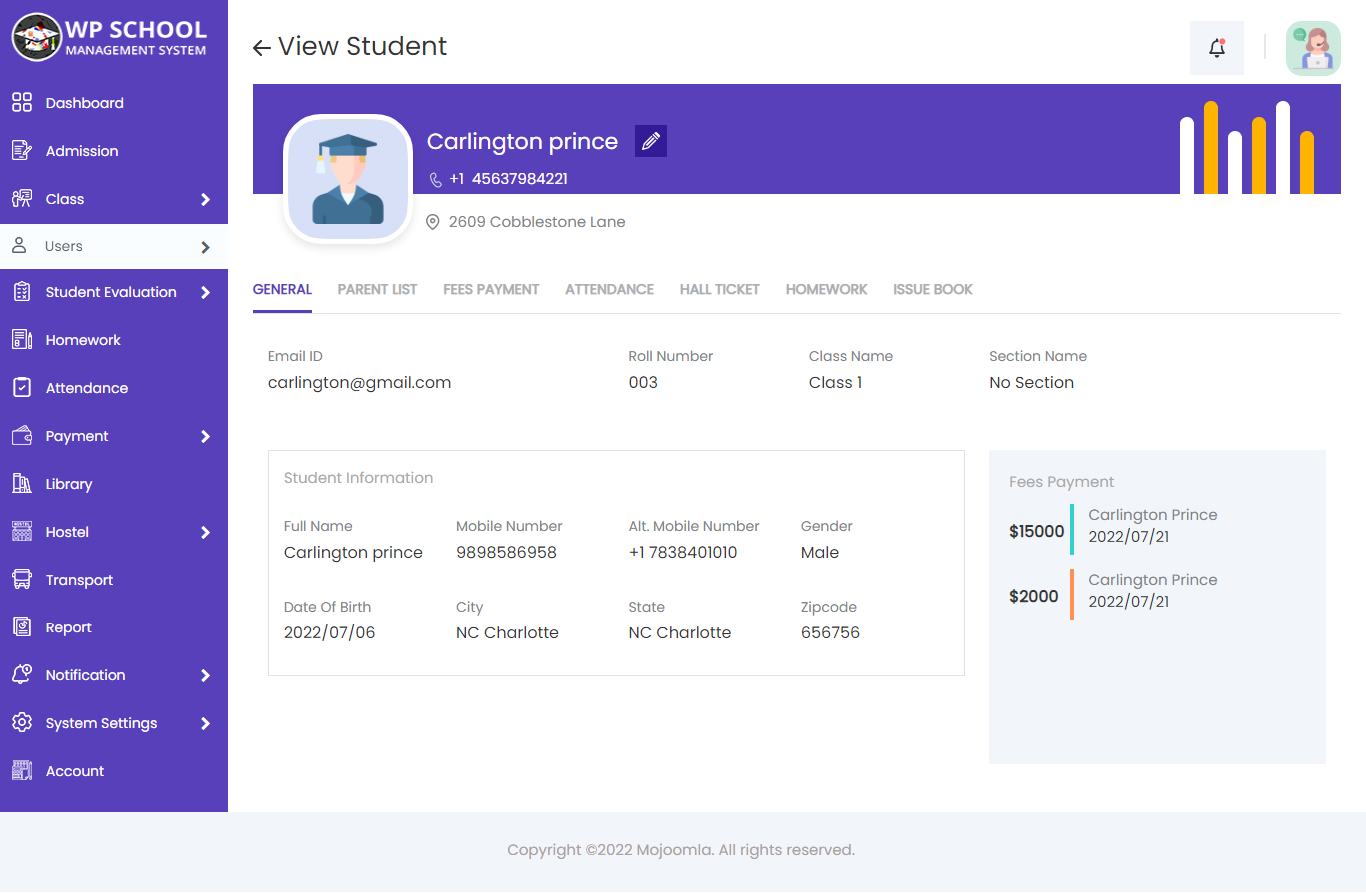 WP SCHOOL
MANAGEMENT SYSTEM
Dashboard
Admission
Class
Users
Student Evaluation
Homework
Attendance
Payment
Library
Hostel
Transport
Report
Notification
System Settings
Account
View Student
Carlington prince
+1 45637984221
2609 Cobblestone Lane
GENERAL PARENT LIST FEES PAYMENT ATTENDANCE HALL TICKET HOMEWORK ISSUE BOOK
Email ID Roll Number Class Name Section Name
carlington@gmail.com 003 Class 1 No Section
Student Information
Full Name Mobile Number Alt. Mobile Number Gender
Carlington prince 9898586958 +1 7838401010 Male
Date Of Birth City State Zipcode
2022/07/06 NC Charlotte NC Charlotte 656756
Fees Payment
$15000 Carlington Prince
2022/07/21
$2000 Carlington Prince
2022/07/21
Copyright ©2022 Mojoomla. All rights reserved.